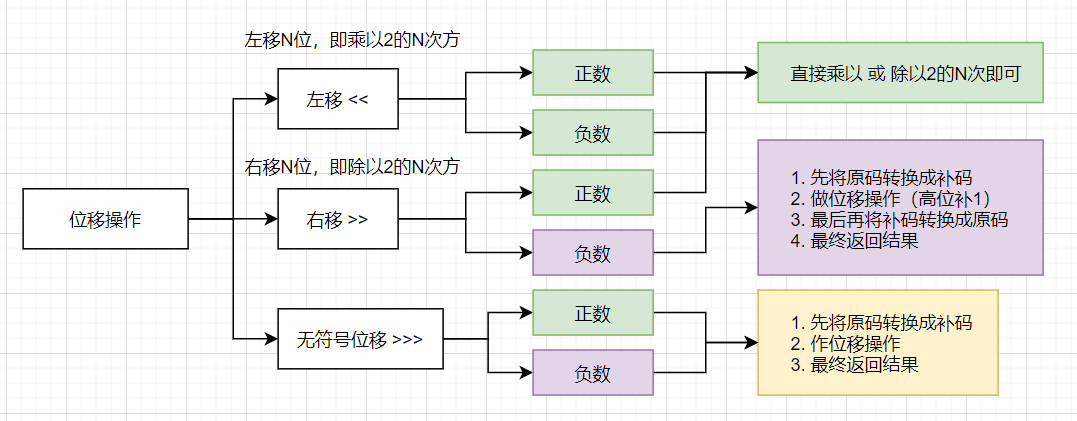 左移N位，即乘以2的N次方
左移 <<
正数
负数
直接乘以 或 除以2的N次即可
右移N位，即除以2的N次方
位移操作
右移 >>
正数
负数
1. 先将原码转换成补码
2. 做位移操作（高位补1）
3. 最后再将补码转换成原码
4. 最终返回结果
无符号位移 >>>
正数
负数
1. 先将原码转换成补码
2. 作位移操作
3. 最终返回结果